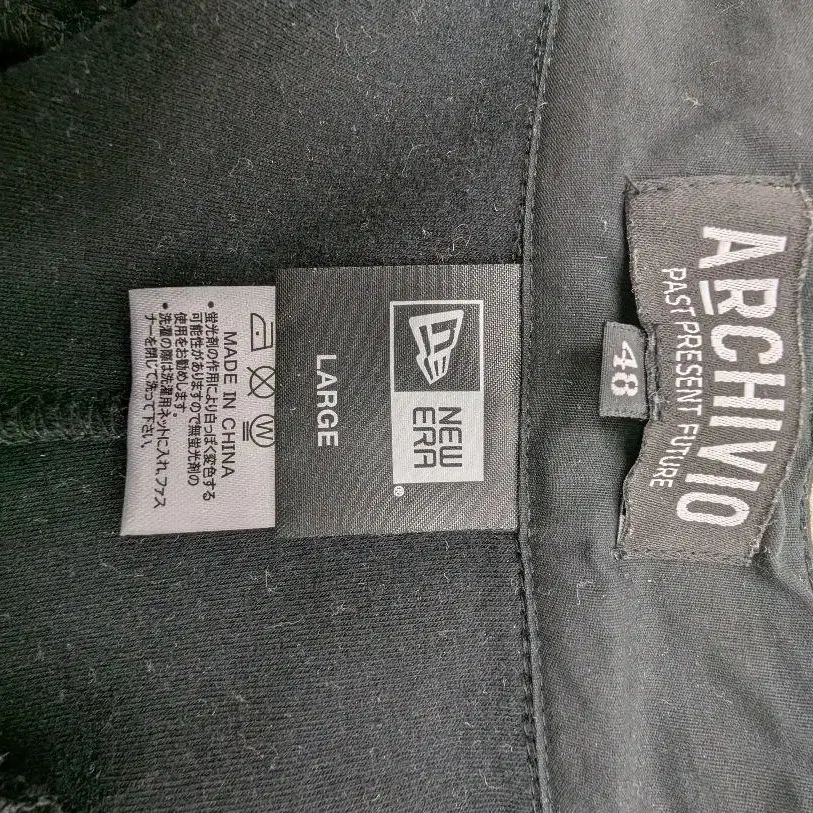 ARCHIVIO
PAST PRESENT FUTURE
48
NEW
ERA
®
LARGE
W
MADE IN CHINA
• 蛍光剤の作用により白っぽく変色する
可能性がありますので無蛍光剤の
使用をお勧めします。
• 洗濯の際は洗濯用ネットに入れ、ファス
ナーを閉じて洗って下さい。